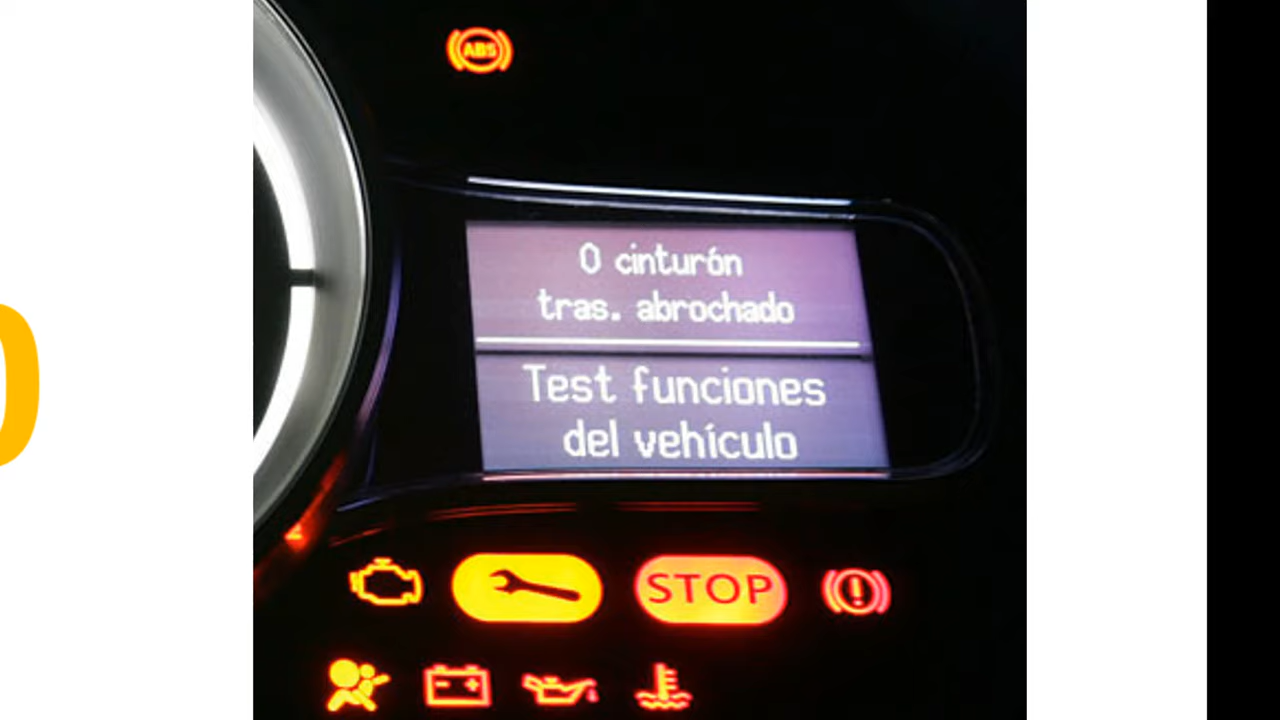 ABS
0 cinturón
tras. abrochado
Test funciones
del vehículo
STOP